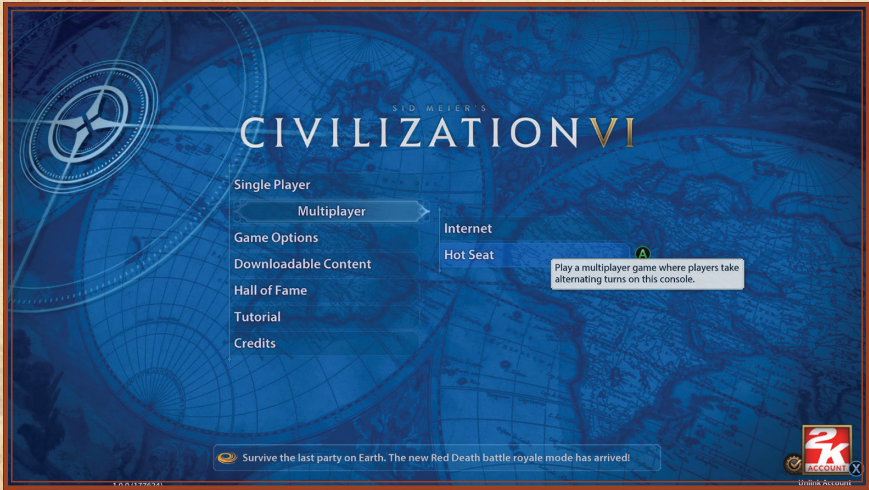 SID MEIER'S
CIVILIZATION VI
Single Player
Multiplayer
Game Options
Downloadable Content
Hall of Fame
Tutorial
Credits
Internet
Hot Seat
A
Play a multiplayer game where players take
alternating turns on this console.
Survive the last party on Earth. The new Red Death battle royale mode has arrived!
2K
ACCOUNT
X
Unlink Account